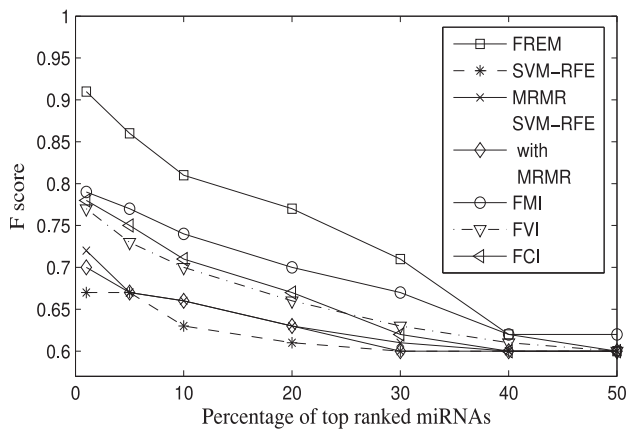 1
0.95
0.9
0.85
0.8
0.75
0.7
0.65
0.6
F score
0
10
20
30
40
50
Percentage of top ranked miRNAs
FREM
SVM−RFE
MRMR
SVM−RFE
with
MRMR
FMI
FVI
FCI